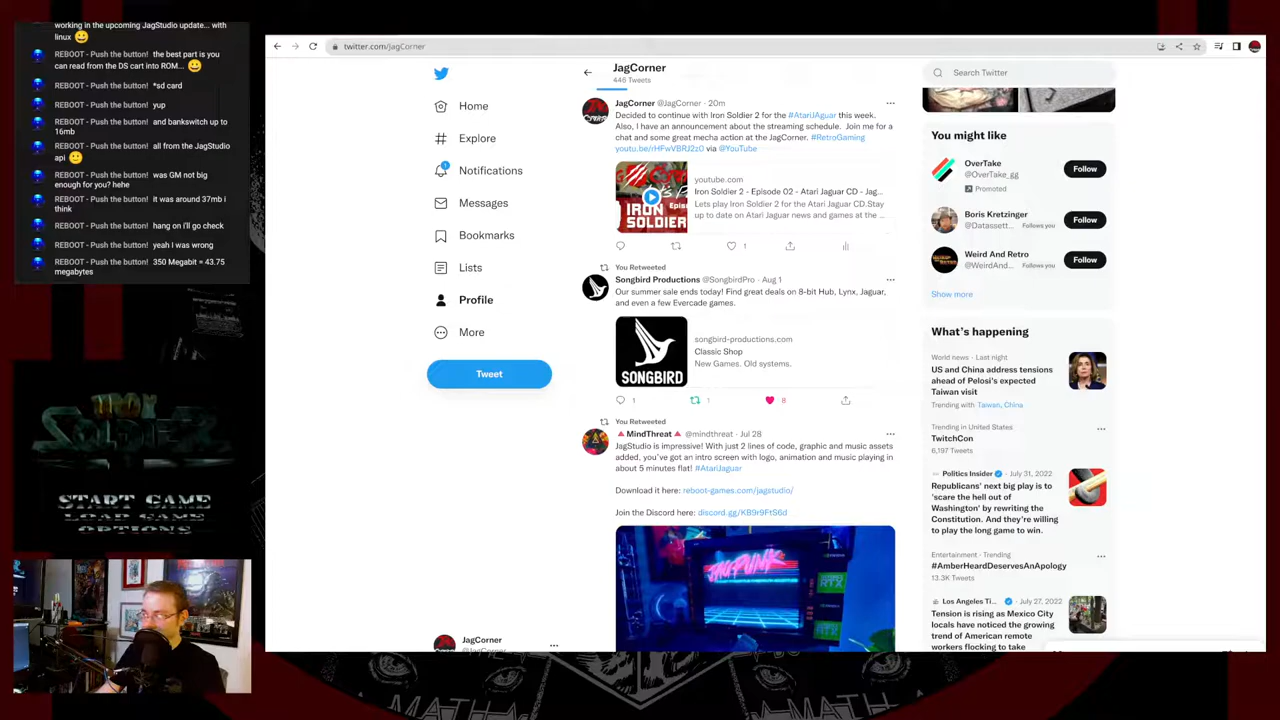 working in the upcoming JagStudio update... with
linux
REBOOT - Push the button! the best part is you
can read from the DS cart into ROM...
REBOOT - Push the button! *sd card
REBOOT - Push the button! yup
REBOOT - Push the button! and bankswitch up to
16mb
REBOOT - Push the button! all from the JagStudio
api
REBOOT - Push the button! was GM not big
enough for you? hehe
REBOOT - Push the button! it was around 37mb i
think
REBOOT - Push the button! hang on i'll go check
REBOOT - Push the button! yeah I was wrong
REBOOT - Push the button! 350 Megabit = 43.75
megabytes
IRON
SOLDIER
START GAME
LOAD GAME
OPTIONS
twitter.com/jagCorner
Home
Explore
1
Notifications
Messages
Bookmarks
Lists
Profile
More
Tweet
JagCorner
@JagCorner
JagCorner
446 Tweets
JagCorner @JagCorner · 20m
Decided to continue with Iron Soldier 2 for the #AtariJAguar this week.
Also, I have an announcement about the streaming schedule. Join me for a
chat and some great mecha action at the JagCorner. #RetroGaming
youtu.be/rHFwVBRJ2z0 via @YouTube
IRON
SOLDIER
youtube.com
Iron Soldier 2 - Episode 02 - Atari Jaguar CD - Jag...
Lets play Iron Soldier 2 for the Atari Jaguar CD.Stay
up to date on Atari Jaguar news and games at the ...
1
You Retweeted
Songbird Productions @SongbirdPro · Aug 1
Our summer sale ends today! Find great deals on 8-bit Hub, Lynx, Jaguar,
and even a few Evercade games.
SONGBIRD
songbird-productions.com
Classic Shop
New Games. Old systems.
1 1 8
You Retweeted
MindThreat @mindthreat · Jul 28
JagStudio is impressive! With just 2 lines of code, graphic and music assets
added, you've got an intro screen with logo, animation and music playing in
about 5 minutes flat! #AtariJaguar
Download it here: reboot-games.com/jagstudio/
Join the Discord here: discord.gg/KB9r9FtS6d
JAGPUNK
RTX
Search Twitter
You might like
OverTake
@OverTake_gg
Promoted
Follow
Boris Kretzinger
@Datassett... Follows you
Follow
Weird And Retro
@WeirdAnd... Follows you
Follow
Show more
What's happening
World news · Last night
US and China address tensions
ahead of Pelosi's expected
Taiwan visit
Trending with Taiwan, China
Trending in United States
TwitchCon
6,197 Tweets
Politics Insider · July 31, 2022
Republicans' next big play is to
'scare the hell out of
Washington' by rewriting the
Constitution. And they're willing
to play the long game to win.
Entertainment · Trending
#AmberHeardDeservesAnApology
13.3K Tweets
Los Angeles Ti... · July 27, 2022
Tension is rising as Mexico City
locals have noticed the growing
trend of American remote
workers flocking to take